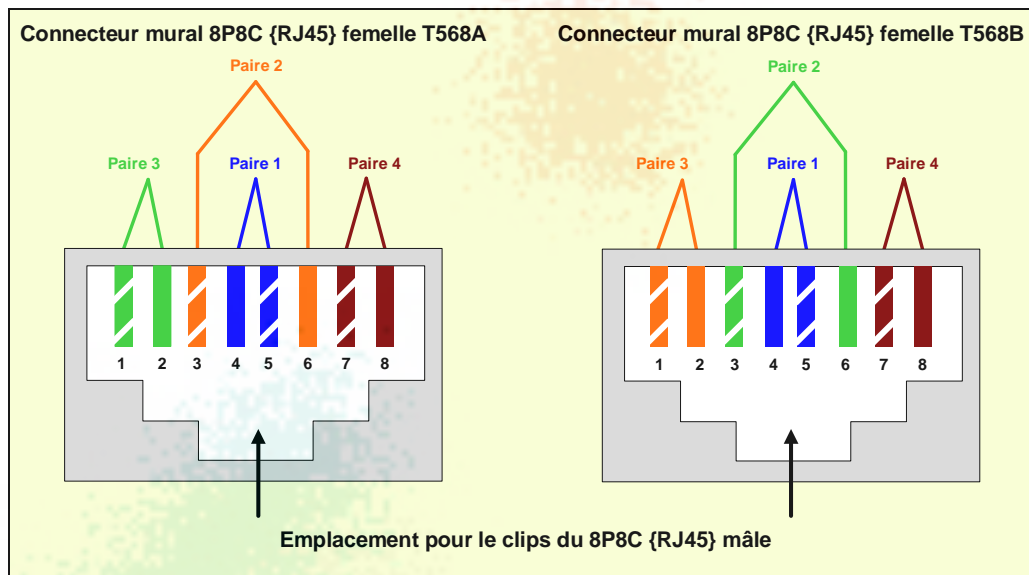 Connecteur mural 8P8C {RJ45} femelle T568A
Paire 2
Paire 3
Paire 1
Paire 4
1 2 3 4 5 6 7 8
Connecteur mural 8P8C {RJ45} femelle T568B
Paire 2
Paire 3
Paire 1
Paire 4
1 2 3 4 5 6 7 8
Emplacement pour le clips du 8P8C {RJ45} mâle